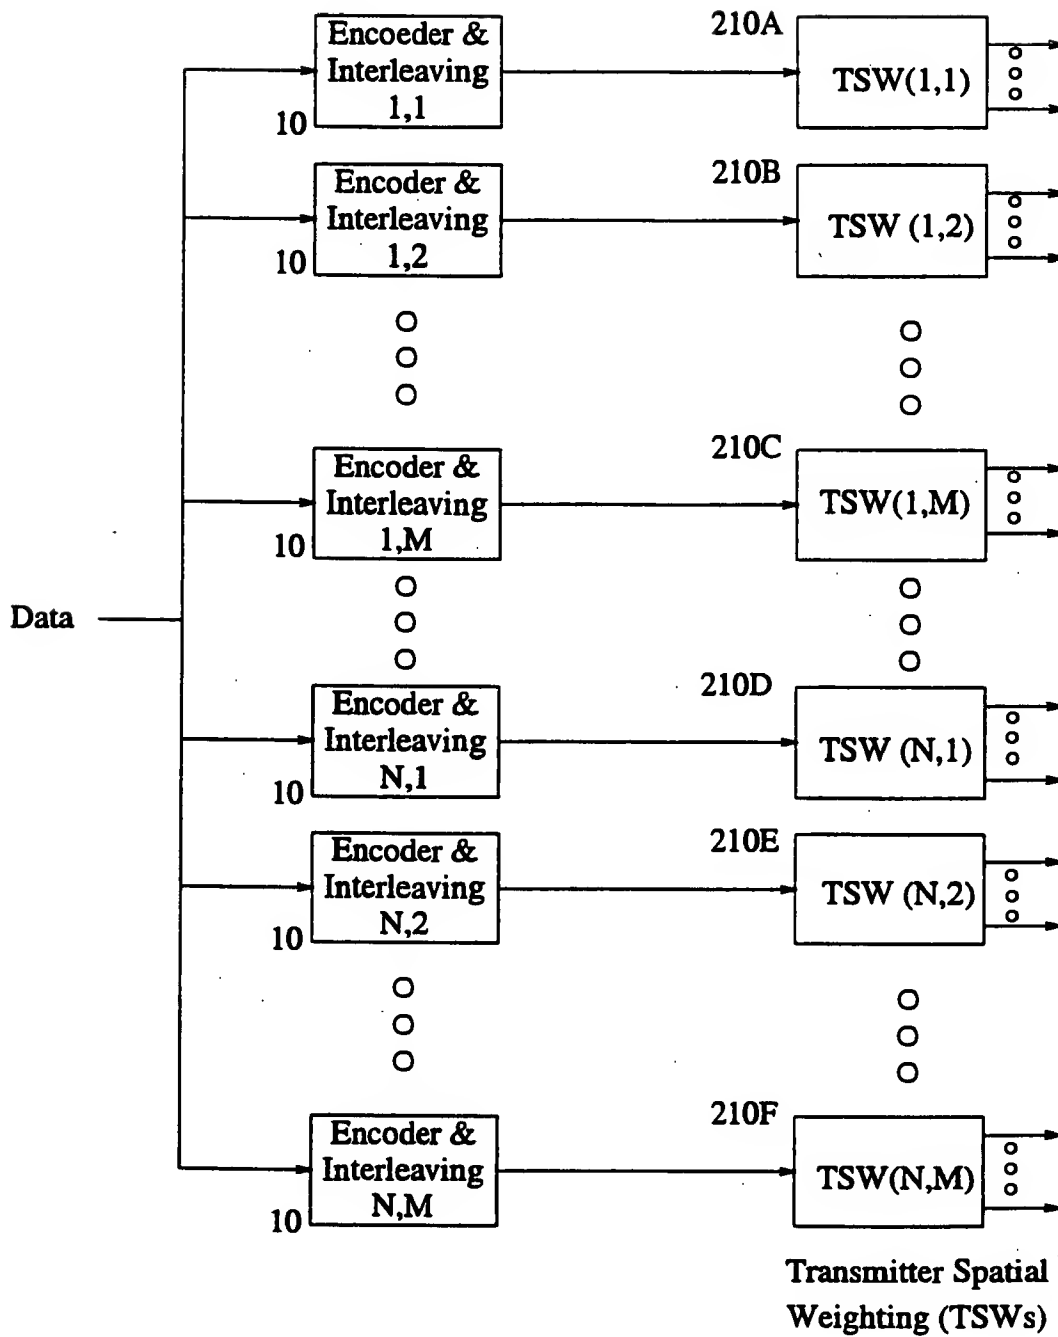 Encoeder &
Interleaving
1,1
10
210A
TSW(1,1)
Encoder &
Interleaving
1,2
10
210B
TSW (1,2)
Encoder &
Interleaving
1,M
10
210C
TSW(1,M)
Data
Encoder &
Interleaving
N,1
10
210D
TSW (N,1)
Encoder &
Interleaving
N,2
10
210E
TSW (N,2)
Encoder &
Interleaving
N,M
10
210F
TSW(N,M)
Transmitter Spatial
Weighting (TSWs)